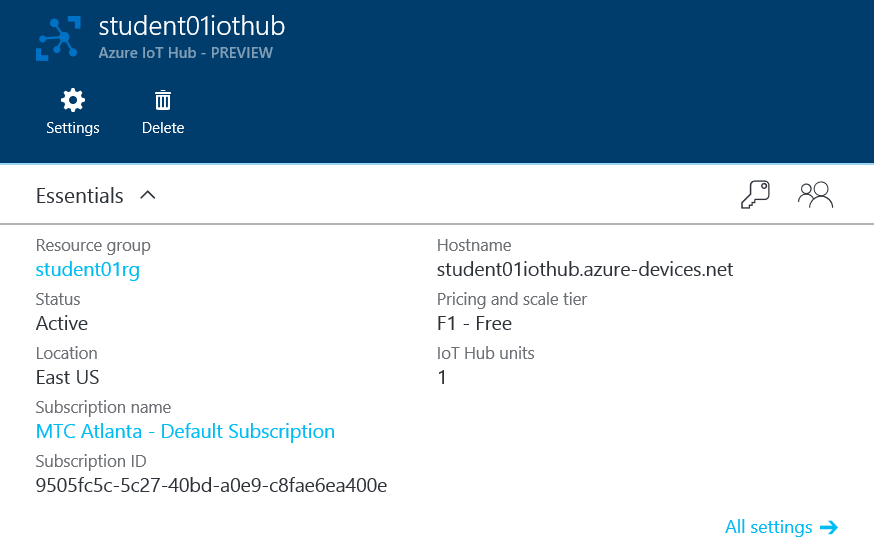 student01iothub
Azure IoT Hub - PREVIEW
Settings
Delete
Essentials
Resource group
student01rg
Status
Active
Location
East US
Subscription name
MTC Atlanta - Default Subscription
Subscription ID
9505fc5c-5c27-40bd-a0e9-c8fae6ea400e
Hostname
student01iothub.azure-devices.net
Pricing and scale tier
F1 - Free
IoT Hub units
1
All settings